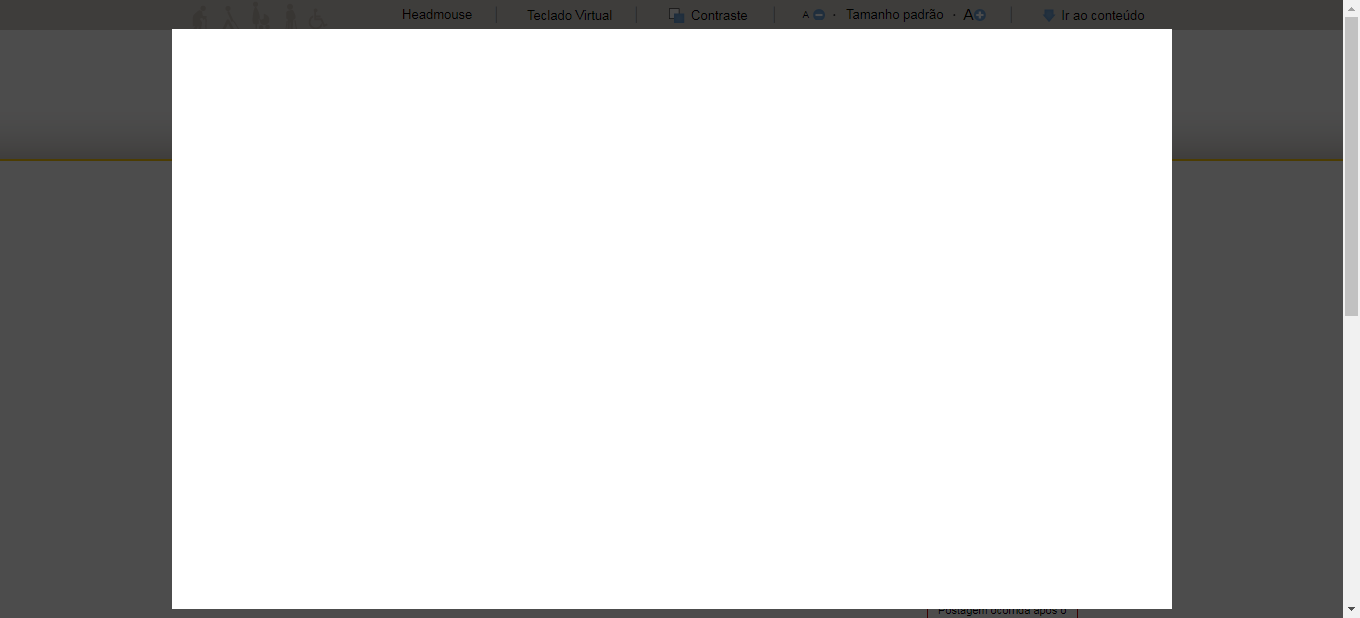 Headmouse Teclado Virtual Contraste A · Tamanho padrão · A Ir ao conteúdo
Postagem ocorrida após o